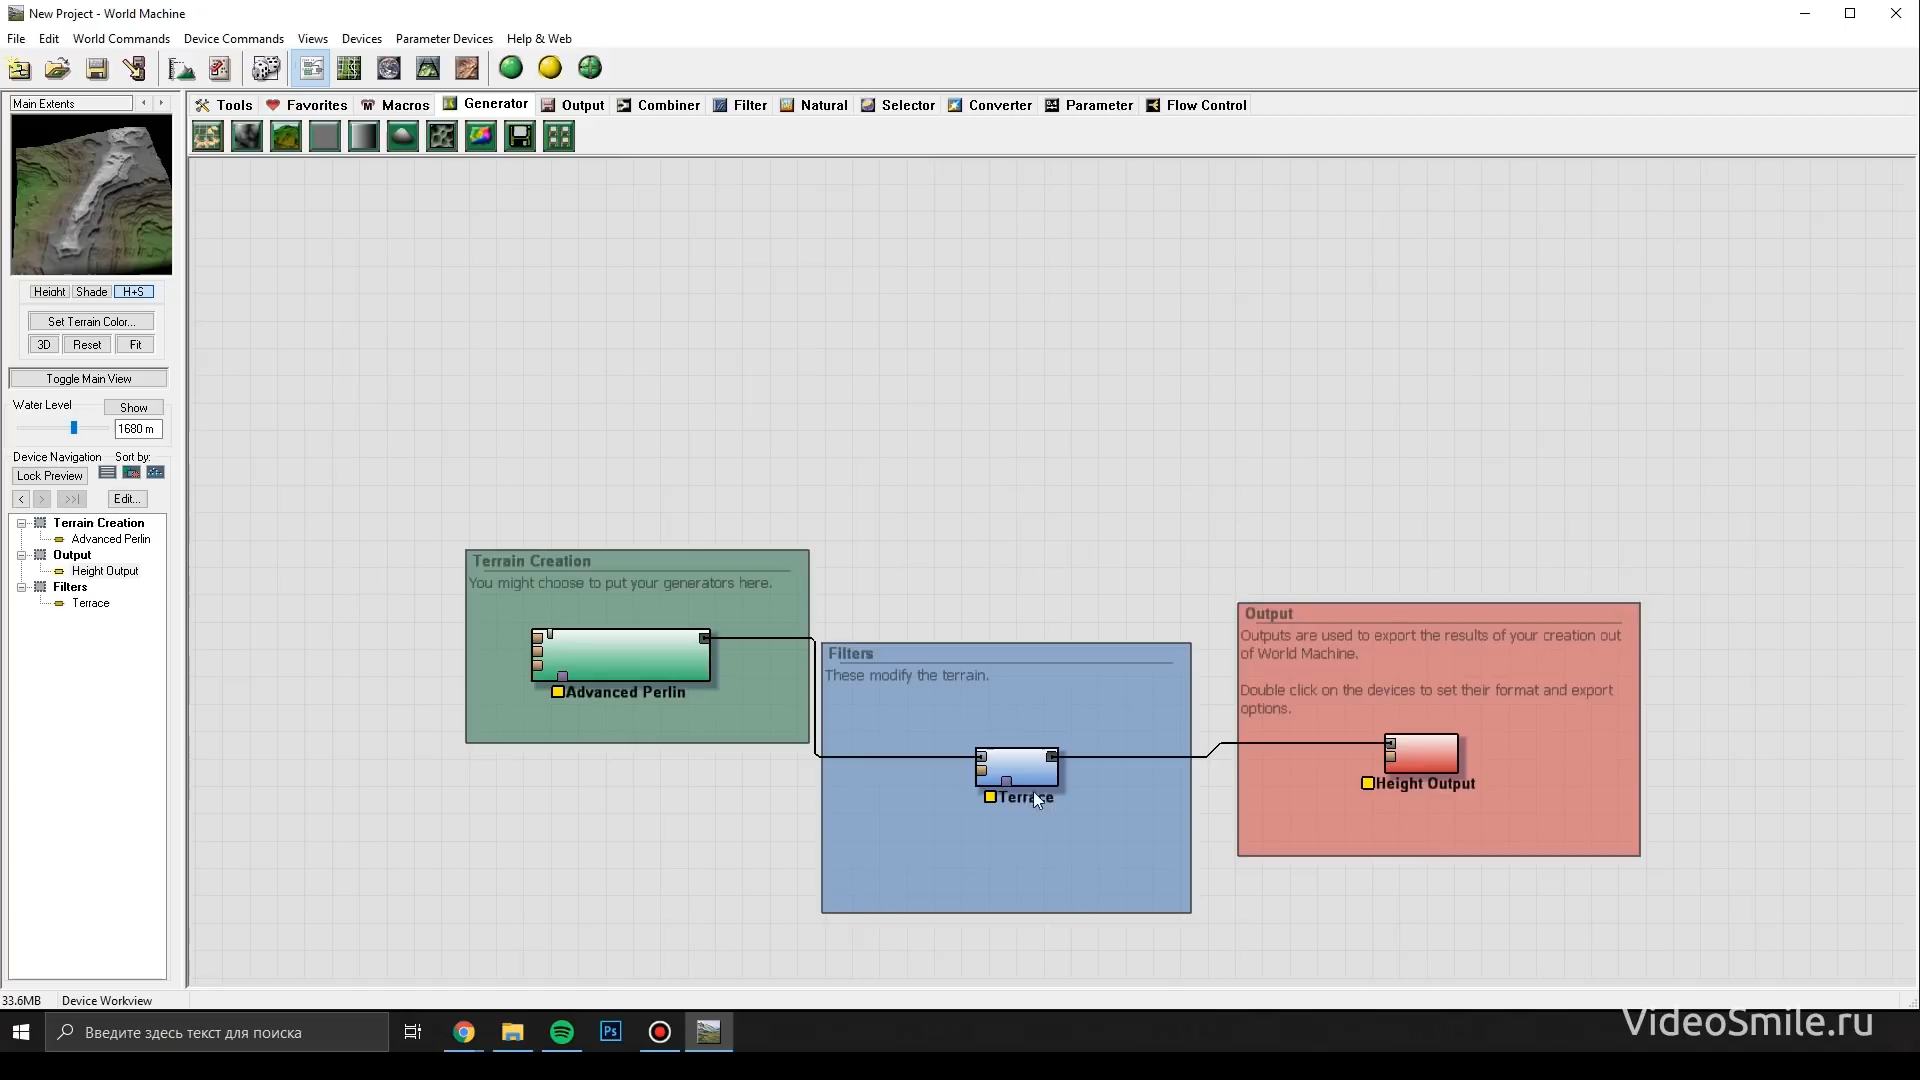 New Project - World Machine
File Edit World Commands Device Commands Views Devices Parameter Devices Help & Web
Main Extents
Tools Favorites Macros Generator Output Combiner Filter Natural Selector Converter Parameter Flow Control
Height Shade H+S
Set Terrain Color...
3D Reset Fit
Toggle Main View
Water Level Show
1680 m
Device Navigation Sort by:
Lock Preview
< > >>| Edit...
Terrain Creation
Advanced Perlin
Output
Height Output
Filters
Terrace
Terrain Creation
You might choose to put your generators here.
Advanced Perlin
Filters
These modify the terrain.
Terrace
Output
Outputs are used to export the results of your creation out
of World Machine.
Double click on the devices to set their format and export
options.
Height Output
33.6MB Device Workview
Введите здесь текст для поиска
Ps
VideoSmile.ru